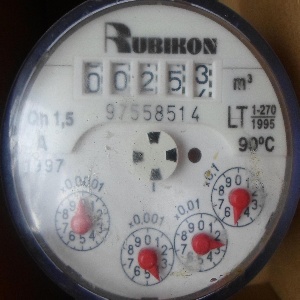 RUBIKON
00253 m³
97558514
Qn 1,5
LT 1-270
1995
A
90°C
1997
x0,0001
x0,001
x0,01
x0,1